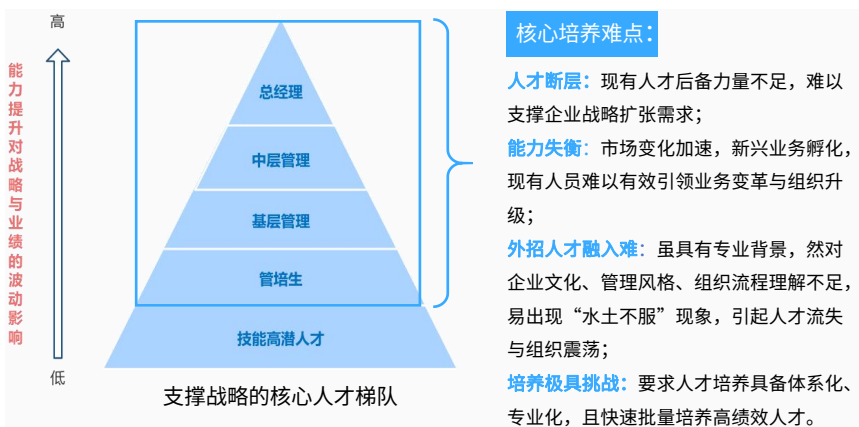 高
能力提升对战略与业绩的波动影响
低
总经理
中层管理
基层管理
管培生
技能高潜人才
支撑战略的核心人才梯队
核心培养难点：
人才断层：现有人才后备力量不足，难以
支撑企业战略扩张需求；
能力失衡：市场变化加速，新兴业务孵化，
现有人员难以有效引领业务变革与组织升
级；
外招人才融入难：虽具有专业背景，然对
企业文化、管理风格、组织流程理解不足，
易出现“水土不服”现象，引起人才流失
与组织震荡；
培养极具挑战：要求人才培养具备体系化、
专业化，且快速批量培养高绩效人才。